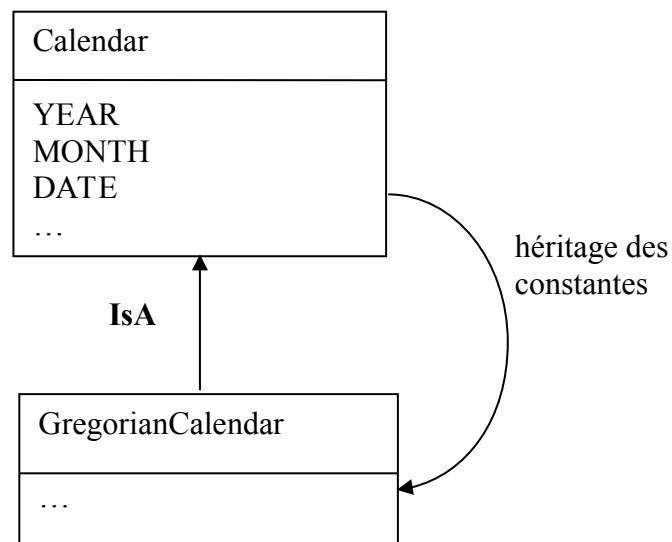 Calendar
YEAR
MONTH
DATE
…
héritage des
constantes
IsA
GregorianCalendar
…